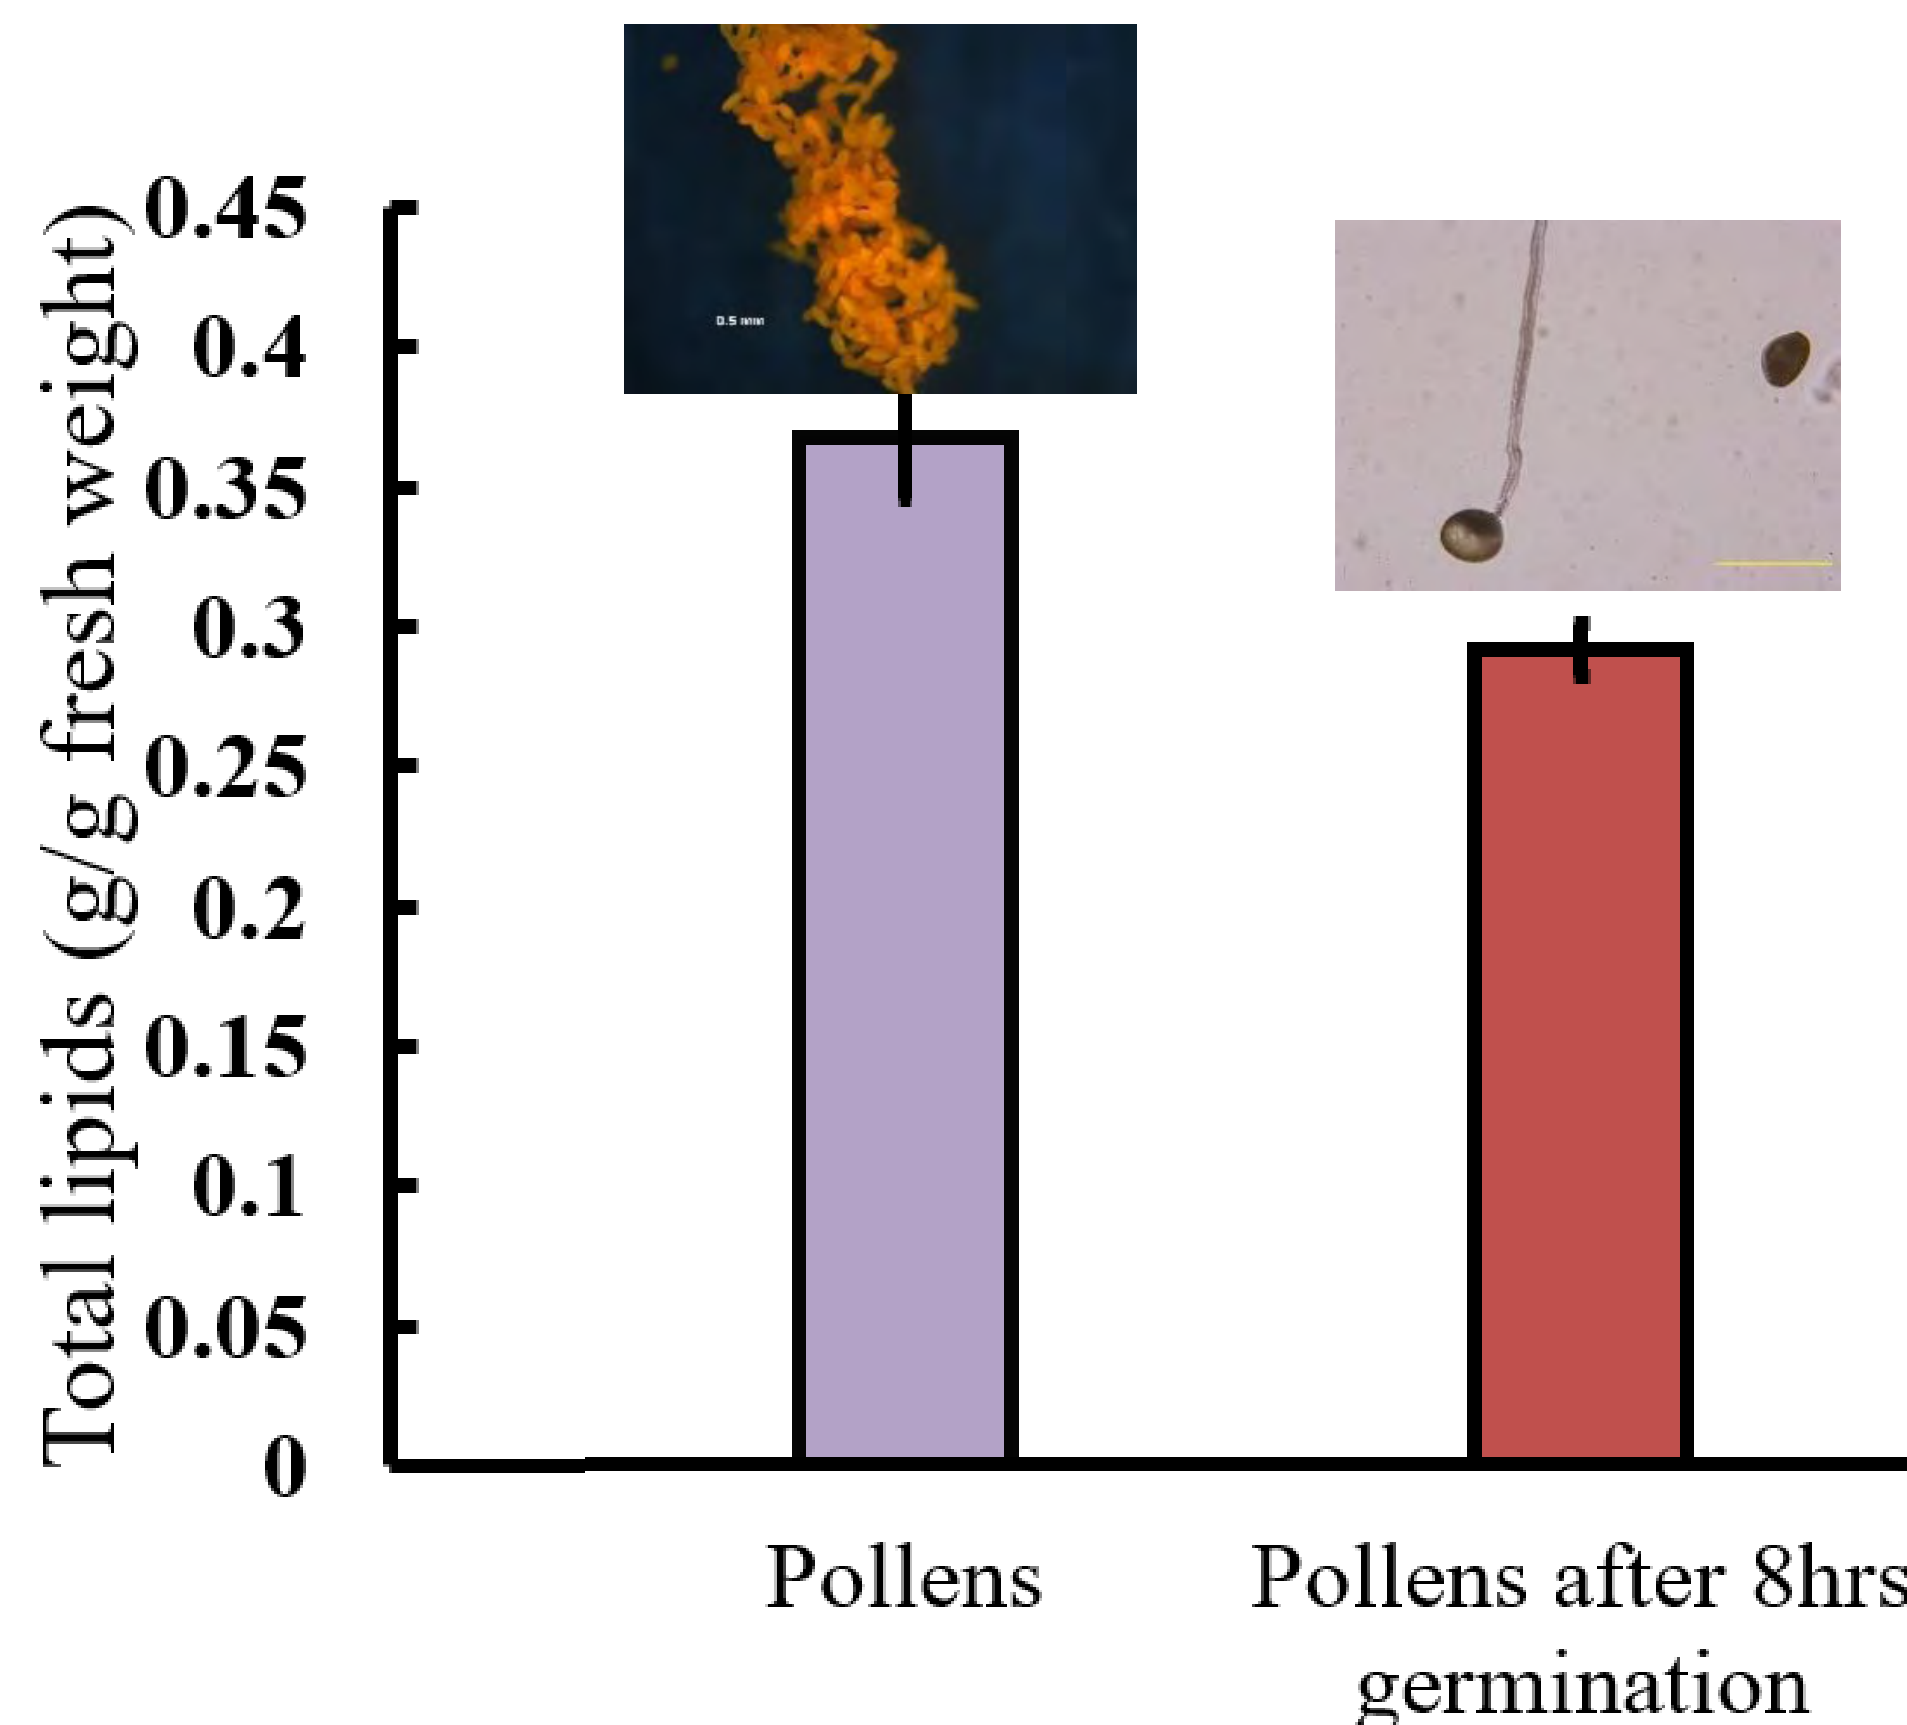 Total lipids (g/g fresh weight)
0.45
0.4
0.35
0.3
0.25
0.2
0.15
0.1
0.05
0
0.5 mm
Pollens
Pollens after 8hrs
germination